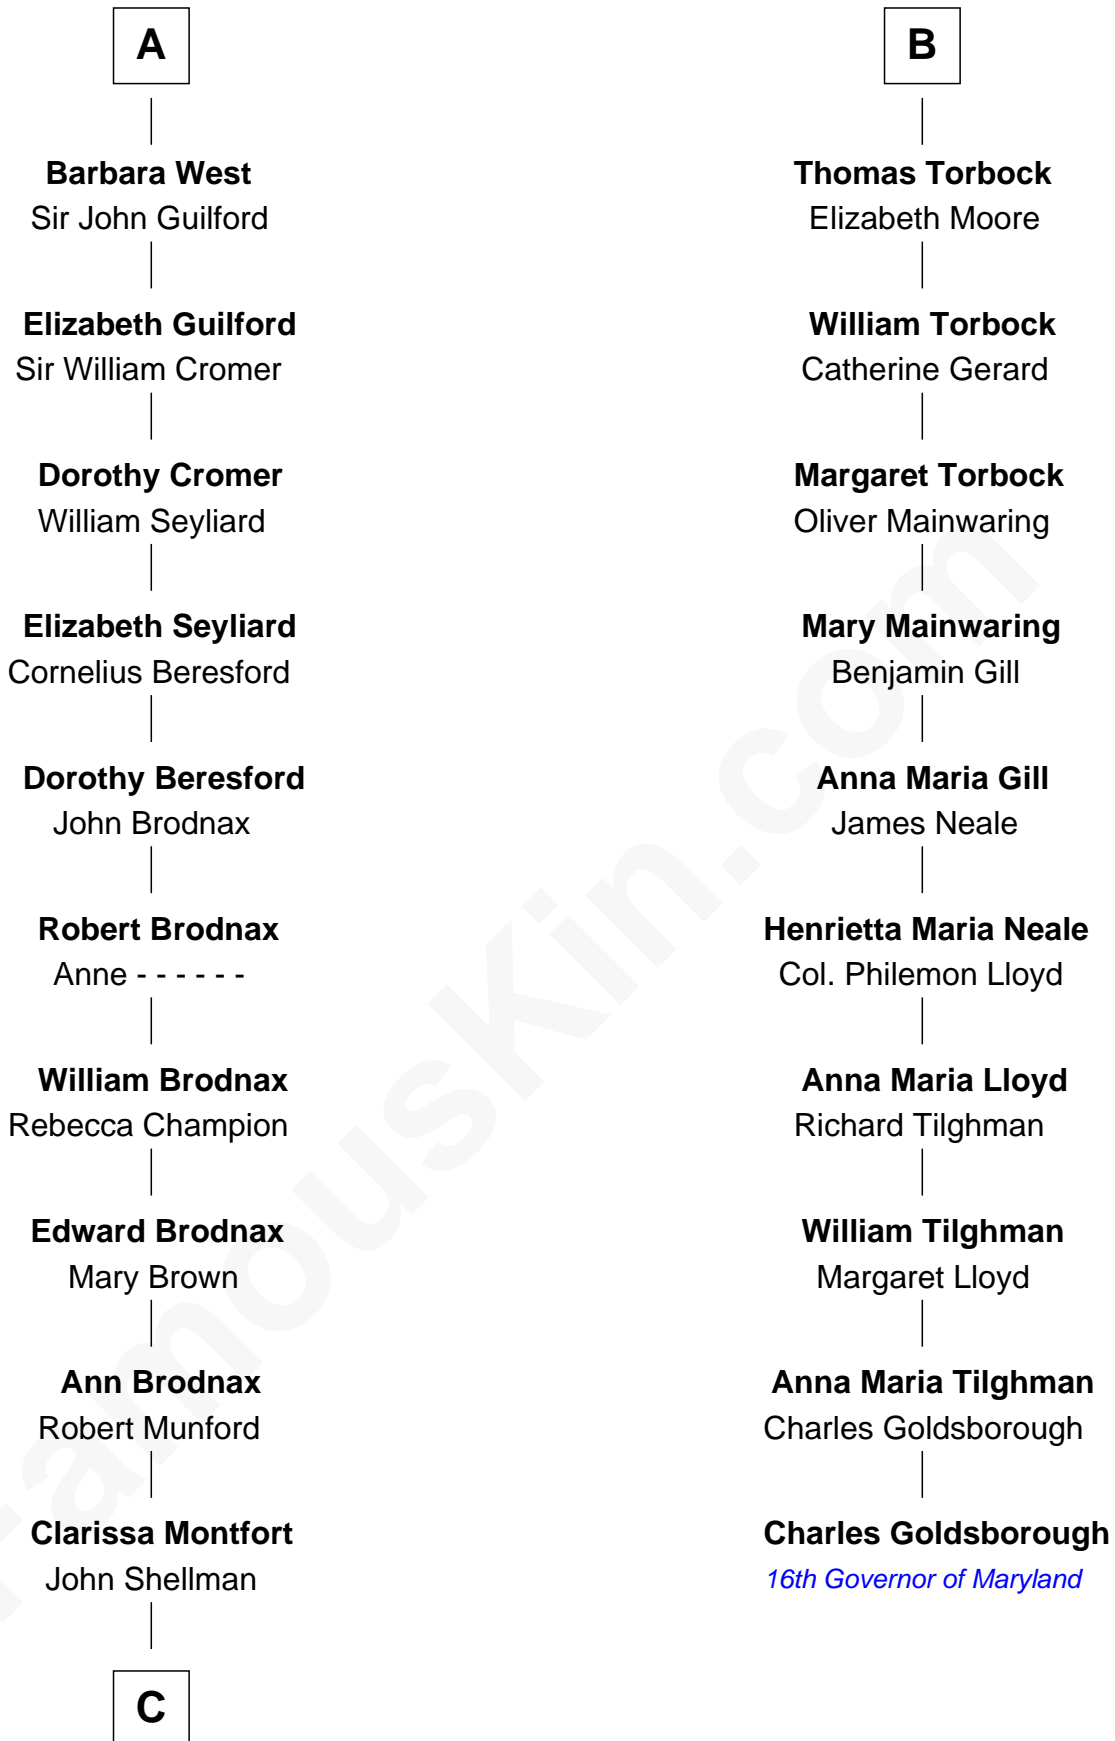 A
Barbara West
Sir John Guilford
Elizabeth Guilford
Sir William Cromer
Dorothy Cromer
William Seyliard
Elizabeth Seyliard
Cornelius Beresford
Dorothy Beresford
John Brodnax
Robert Brodnax
Anne - - - - - -
William Brodnax
Rebecca Champion
Edward Brodnax
Mary Brown
Ann Brodnax
Robert Munford
Clarissa Montfort
John Shellman
C
B
Thomas Torbock
Elizabeth Moore
William Torbock
Catherine Gerard
Margaret Torbock
Oliver Mainwaring
Mary Mainwaring
Benjamin Gill
Anna Maria Gill
James Neale
Henrietta Maria Neale
Col. Philemon Lloyd
Anna Maria Lloyd
Richard Tilghman
William Tilghman
Margaret Lloyd
Anna Maria Tilghman
Charles Goldsborough
Charles Goldsborough
16th Governor of Maryland
FamousKin.com